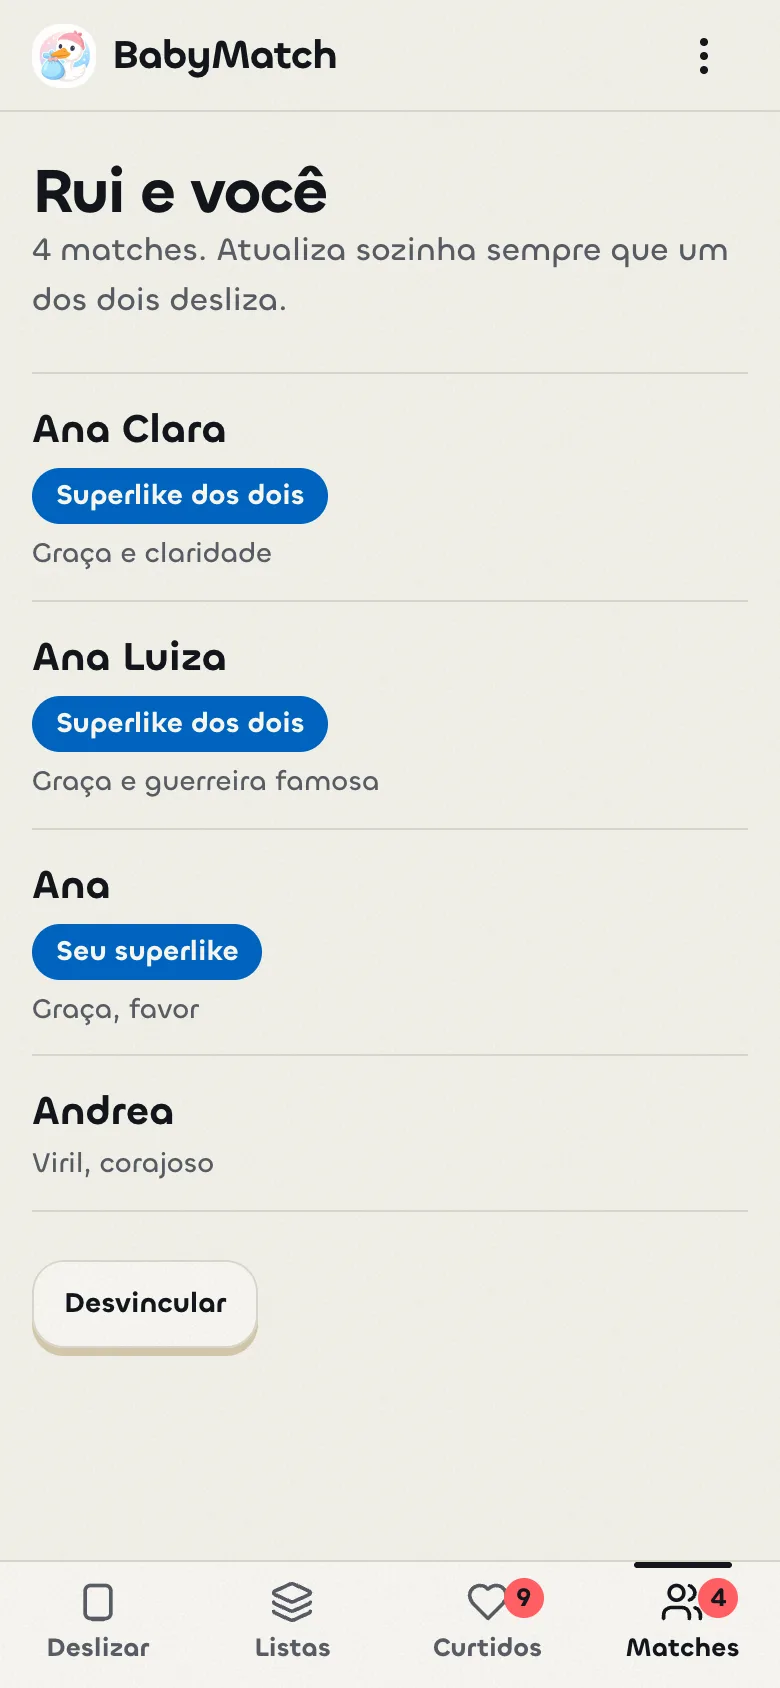 BabyMatch
Rui e você
4 matches. Atualiza sozinha sempre que um
dos dois desliza.
Ana Clara
Superlike dos dois
Graça e claridade
Ana Luiza
Superlike dos dois
Graça e guerreira famosa
Ana
Seu superlike
Graça, favor
Andrea
Viril, corajoso
Desvincular
9
4
Deslizar
Listas
Curtidos
Matches